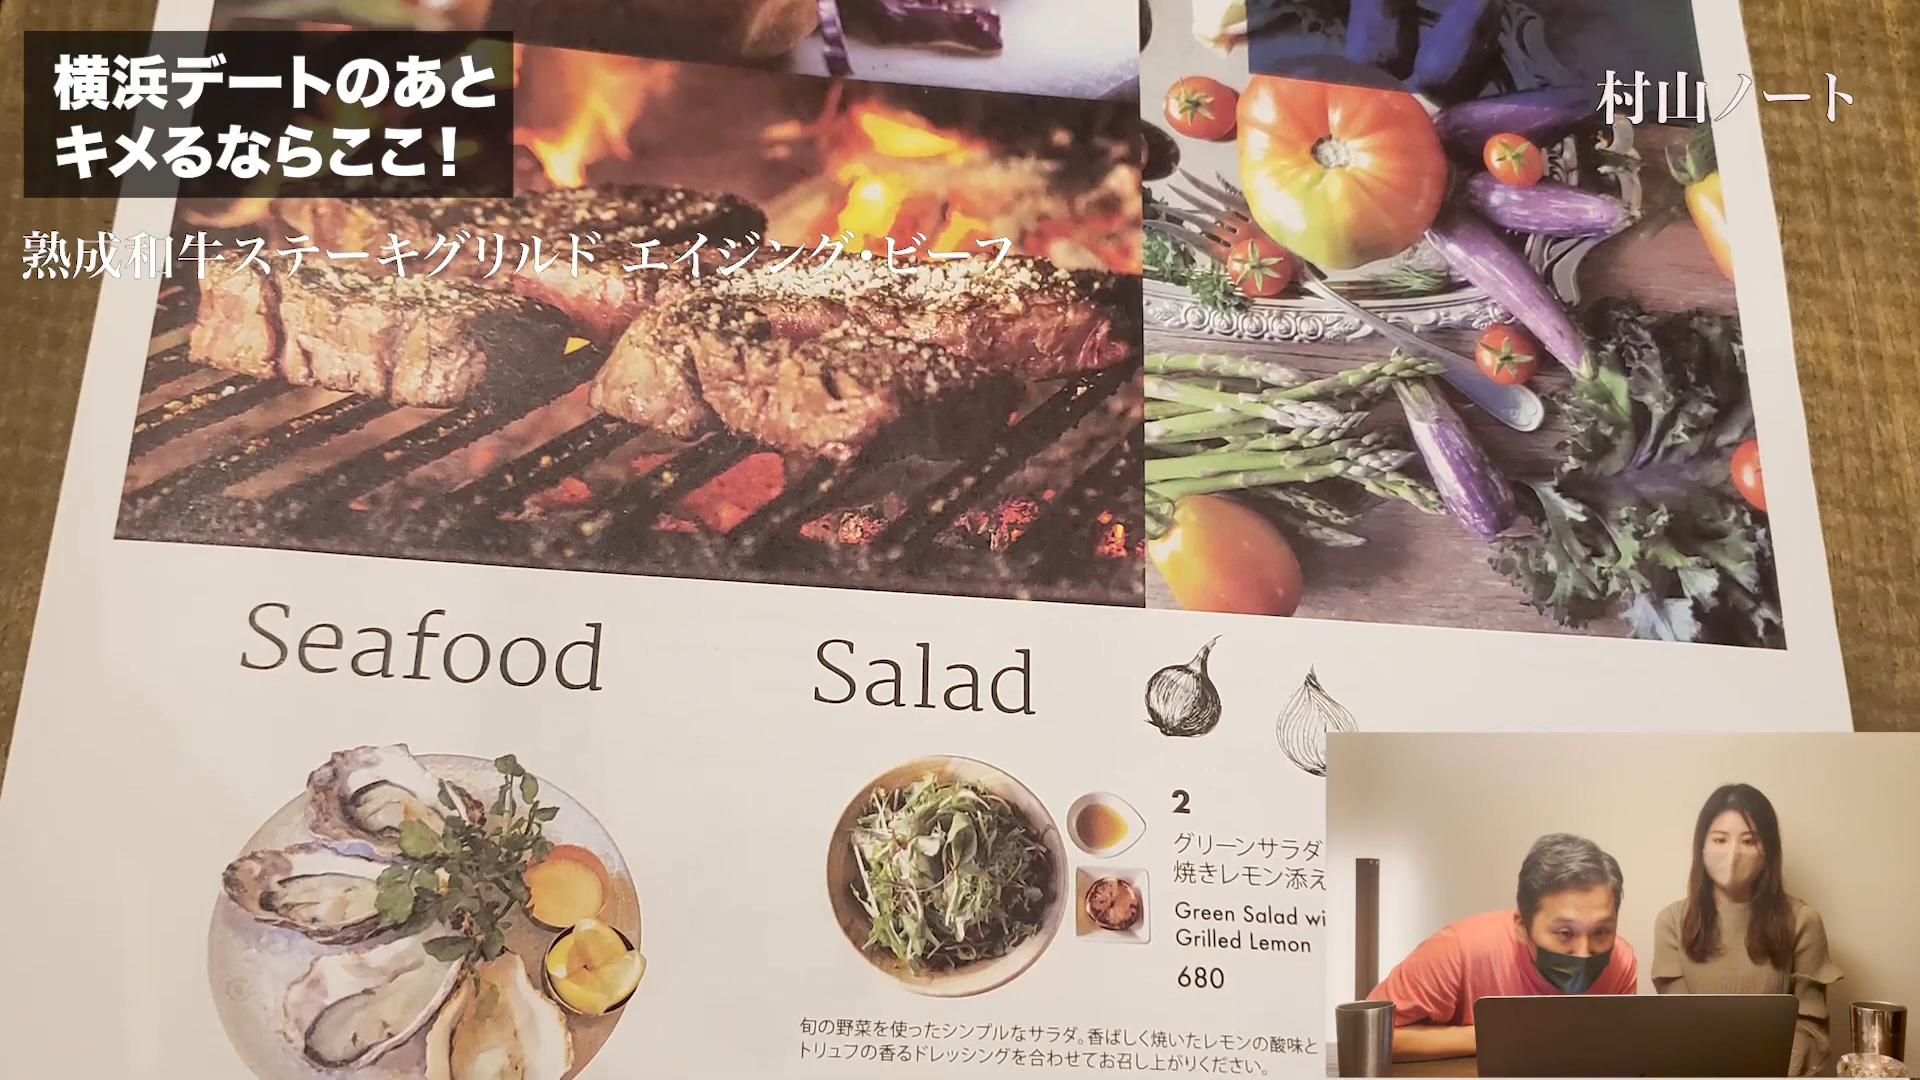 横浜デートのあと
キメるならここ！
村山ノート
熟成和牛ステーキグリルド エイジング・ビーフ
Seafood
Salad
2
グリーンサラダ
焼きレモン添え
Green Salad wi
Grilled Lemon
680
旬の野菜を使ったシンプルなサラダ。香ばしく焼いたレモンの酸味と
トリュフの香るドレッシングを合わせてお召し上がりください。